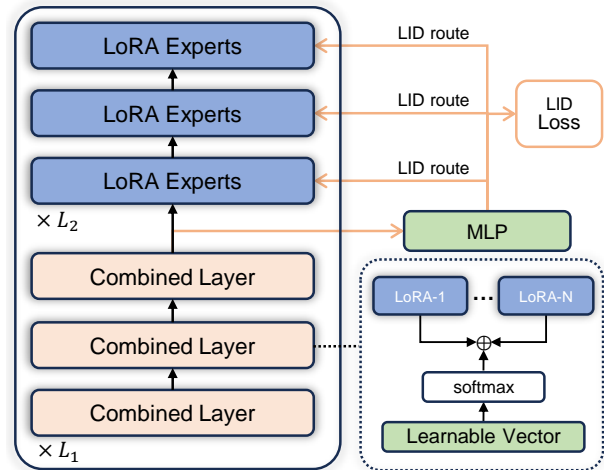 LoRA Experts
LID route
LoRA Experts
LID route
LID
Loss
LoRA Experts
LID route
× L₂
MLP
Combined Layer
LoRA-1 ... LoRA-N
Combined Layer
softmax
Combined Layer
Learnable Vector
× L₁